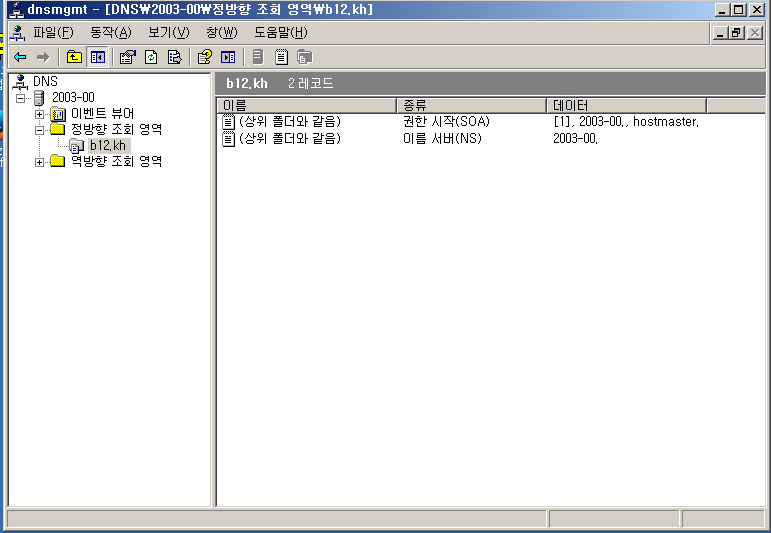 dnsmgmt - [DNS₩2003-00₩정방향 조회 영역₩b12.kh]
파일(F) 동작(A) 보기(V) 창(W) 도움말(H)
DNS
2003-00
이벤트 뷰어
정방향 조회 영역
b12.kh
역방향 조회 영역
b12.kh 2 레코드
이름 종류 데이터
(상위 폴더와 같음) 권한 시작(SOA) [1], 2003-00., hostmaster.
(상위 폴더와 같음) 이름 서버(NS) 2003-00.